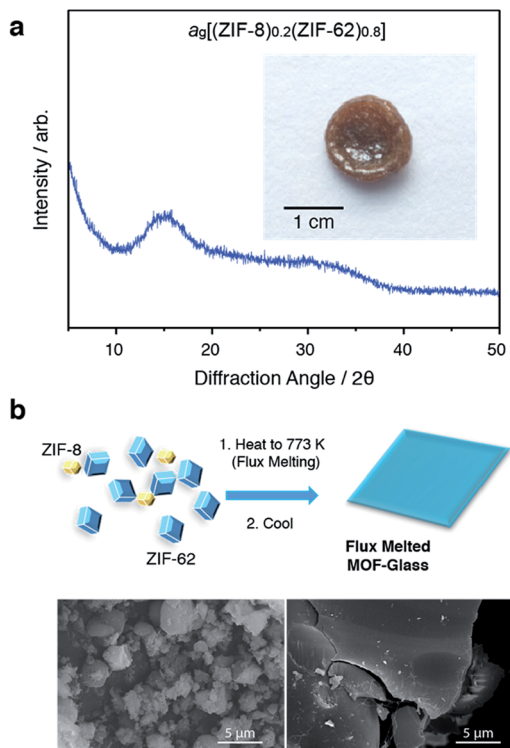 a
a_g[(ZIF-8)0.2(ZIF-62)0.8]
Intensity / arb.
1 cm
10 20 30 40 50
Diffraction Angle / 2θ
b
ZIF-8
1. Heat to 773 K
(Flux Melting)
2. Cool
ZIF-62
Flux Melted
MOF-Glass
5 μm
5 μm